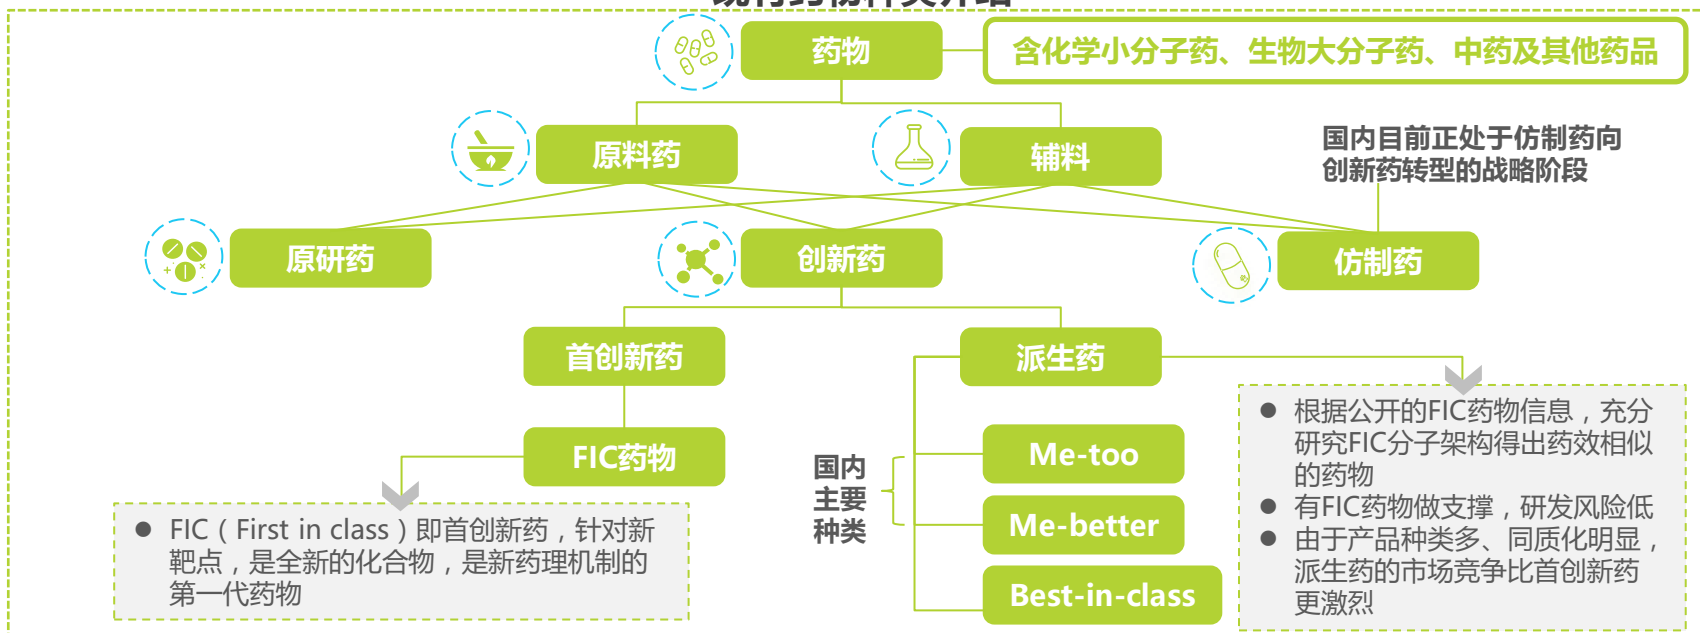 现有药物种类介绍
药物
含化学小分子药、生物大分子药、中药及其他药品
原料药
辅料
国内目前正处于仿制药向
创新药转型的战略阶段
原研药
创新药
仿制药
首创新药
派生药
FIC药物
国内
主要
种类
Me-too
Me-better
Best-in-class
● FIC（First in class）即首创新药，针对新
靶点，是全新的化合物，是新药理机制的
第一代药物
● 根据公开的FIC药物信息，充分
研究FIC分子架构得出药效相似
的药物
● 有FIC药物做支撑，研发风险低
● 由于产品种类多、同质化明显，
派生药的市场竞争比首创新药
更激烈